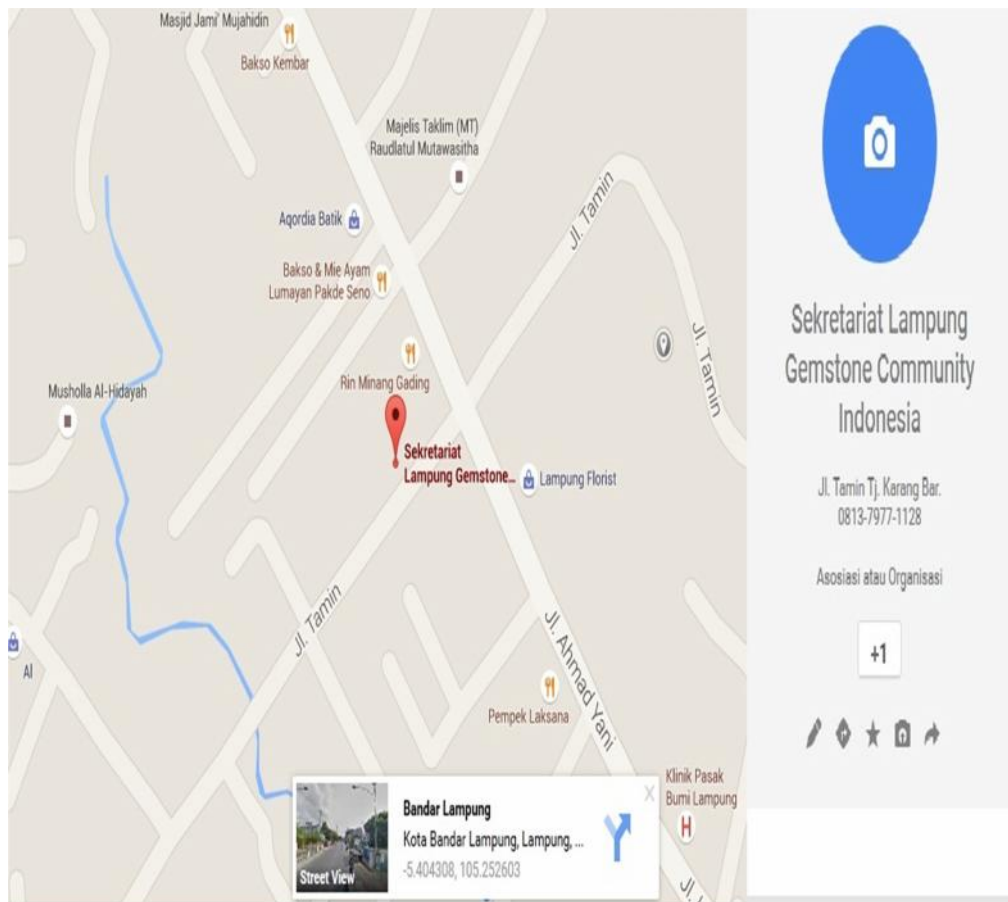 Masjid Jami' Mujahidin
Bakso Kembar
Majelis Taklim (MT)
Raudlatul Mutawasitha
Jl. Tamin
Aqordia Batik
Bakso & Mie Ayam
Lumayan Pakde Seno
Jl. Tamin
Rin Minang Gading
Musholla Al-Hidayah
Sekretariat
Lampung Gemstone...
Lampung Florist
Jl. Tamin
Jl. Ahmad Yani
Al
Pempek Laksana
Klinik Pasak
Bumi Lampung
H
Street View
Bandar Lampung
Kota Bandar Lampung, Lampung, ...
-5.404308, 105.252603
X
Sekretariat Lampung
Gemstone Community
Indonesia
Jl. Tamin Tj. Karang Bar.
0813-7977-1128
Asosiasi atau Organisasi
+1